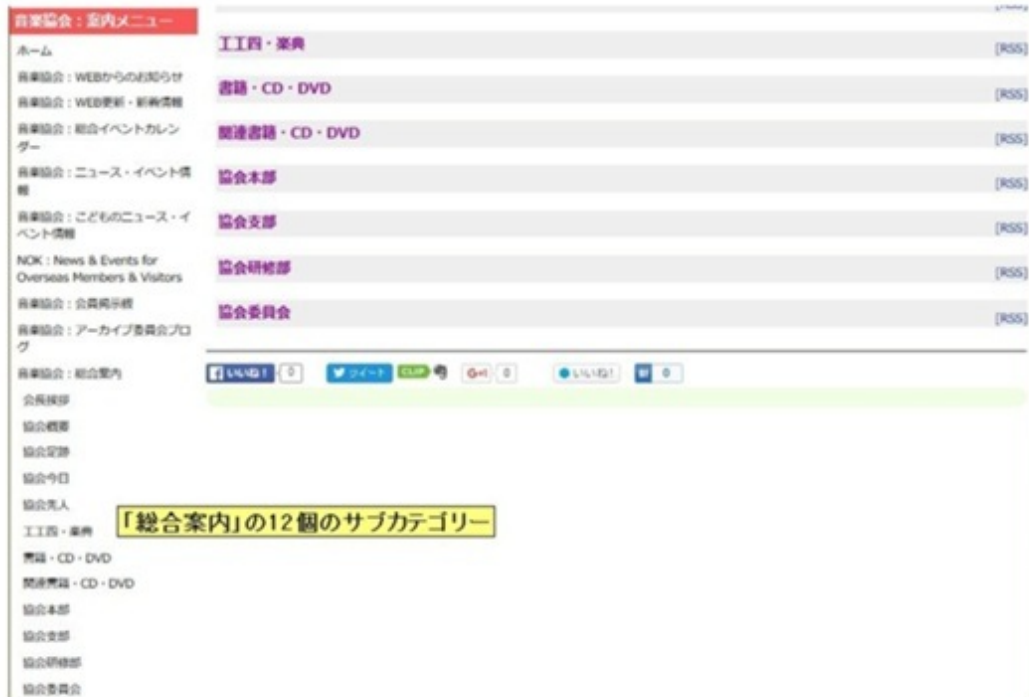 音楽協会：案内メニュー
ホーム
音楽協会：WEBからのお知らせ
音楽協会：WEB更新・新着情報
音楽協会：総合イベントカレン
ダー
音楽協会：ニュース・イベント情
報
音楽協会：こどものニュース・イ
ベント情報
NOK : News & Events for
Overseas Members & Visitors
音楽協会：会員掲示板
音楽協会：アーカイブ委員会ブロ
グ
音楽協会：総合案内
会長挨拶
協会概要
協会足跡
協会今日
協会先人
工工四・楽典
書籍・CD・DVD
関連書籍・CD・DVD
協会本部
協会支部
協会研修部
協会委員会
工工四・楽典 [RSS]
書籍・CD・DVD [RSS]
関連書籍・CD・DVD [RSS]
協会本部 [RSS]
協会支部 [RSS]
協会研修部 [RSS]
協会委員会 [RSS]
いいね！ 0 ツイート CLIP G+1 0 いいね! B! 0
「総合案内」の12個のサブカテゴリー